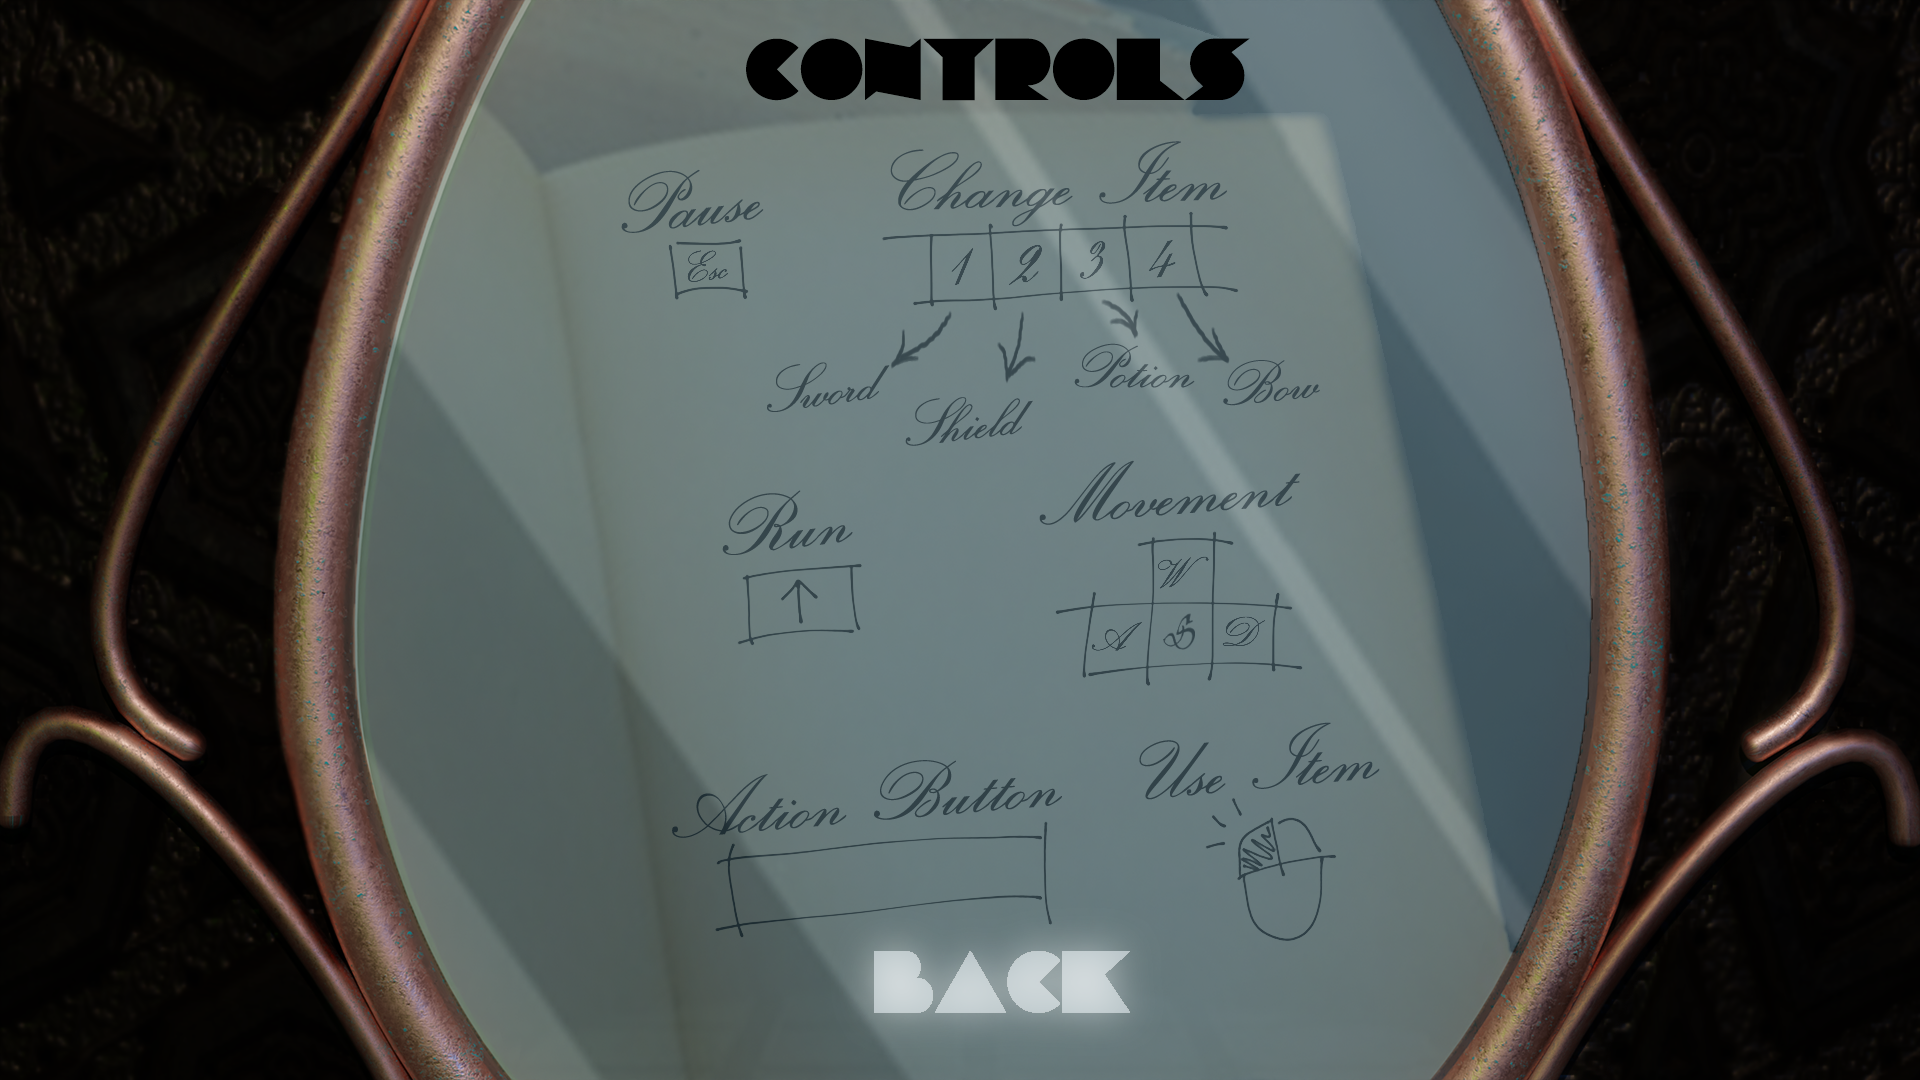 CONTROLS
Pause
Change Item
Esc
1 2 3 4
Sword
Shield
Potion
Bow
Run
Movement
W
A S D
Action Button
Use Item
BACK